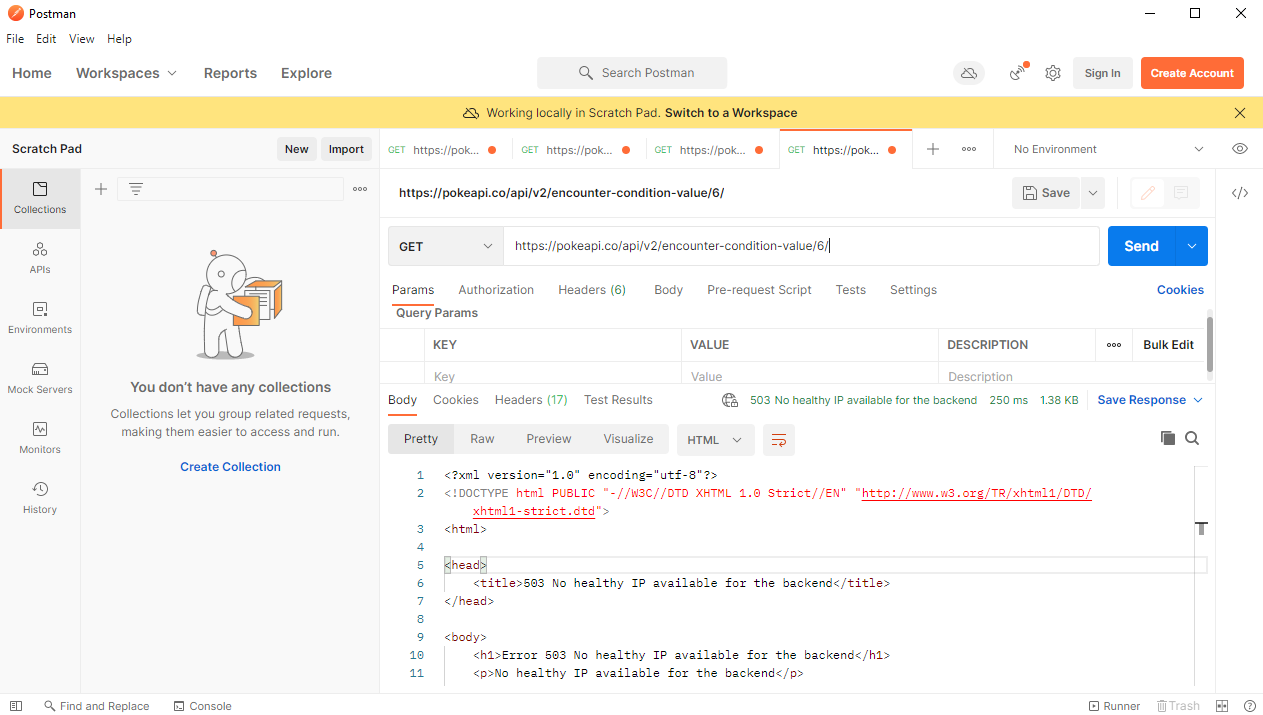 Postman
File Edit View Help
Home Workspaces Reports Explore Search Postman Sign In Create Account
Working locally in Scratch Pad. Switch to a Workspace
Scratch Pad New Import
GET https://pok... GET https://pok... GET https://pok... GET https://pok... No Environment
Collections
APIs
Environments
Mock Servers
Monitors
History
You don't have any collections
Collections let you group related requests,
making them easier to access and run.
Create Collection
https://pokeapi.co/api/v2/encounter-condition-value/6/ Save
GET https://pokeapi.co/api/v2/encounter-condition-value/6/ Send
Params Authorization Headers (6) Body Pre-request Script Tests Settings Cookies
Query Params
KEY VALUE DESCRIPTION Bulk Edit
Key Value Description
Body Cookies Headers (17) Test Results 503 No healthy IP available for the backend 250 ms 1.38 KB Save Response
Pretty Raw Preview Visualize HTML
1 <?xml version="1.0" encoding="utf-8"?>
2 <!DOCTYPE html PUBLIC "-//W3C//DTD XHTML 1.0 Strict//EN" "http://www.w3.org/TR/xhtml1/DTD/
xhtml1-strict.dtd">
3 <html>
4
5 <head>
6 <title>503 No healthy IP available for the backend</title>
7 </head>
8
9 <body>
10 <h1>Error 503 No healthy IP available for the backend</h1>
11 <p>No healthy IP available for the backend</p>
Find and Replace Console Runner Trash